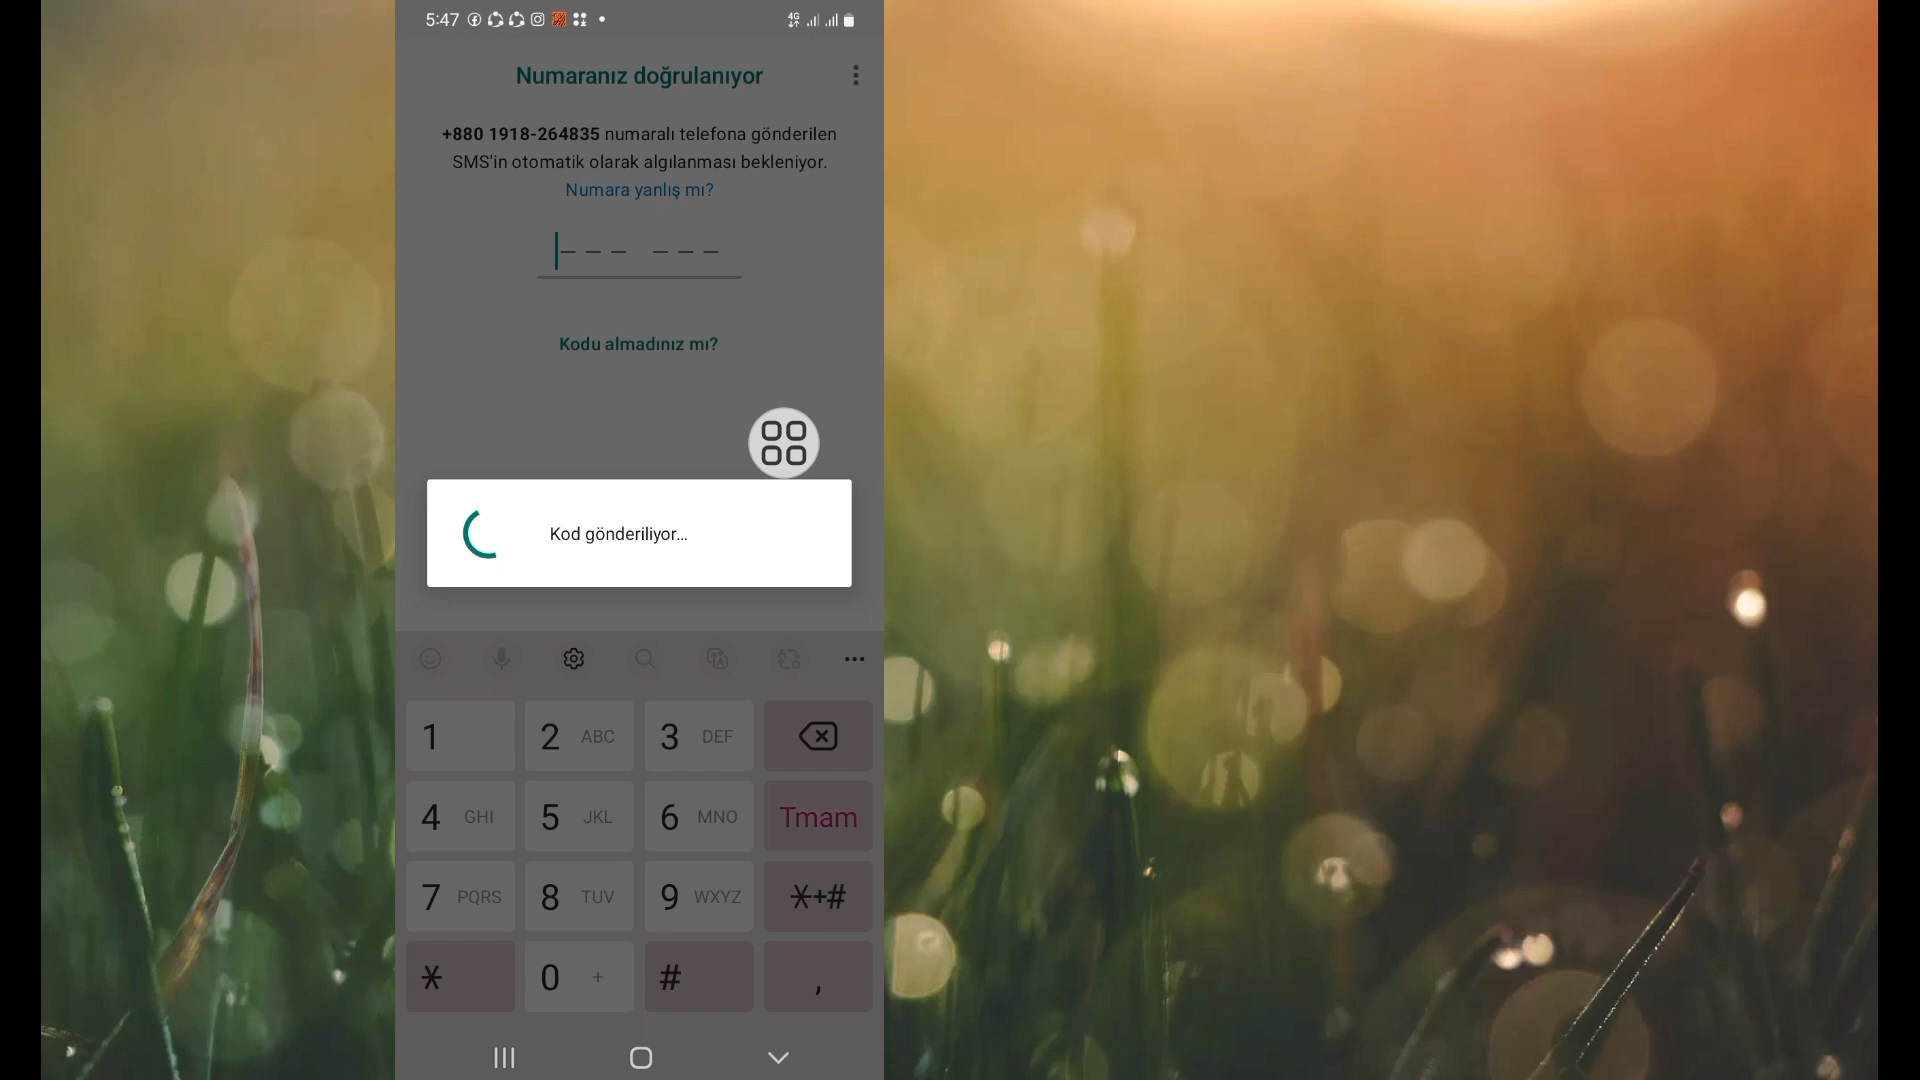 5:47
4G
Numaranız doğrulanıyor
+880 1918-264835 numaralı telefona gönderilen
SMS'in otomatik olarak algılanması bekleniyor.
Numara yanlış mı?
Kodu almadınız mı?
Kod gönderiliyor...
1 2 ABC 3 DEF
4 GHI 5 JKL 6 MNO Tmam
7 PQRS 8 TUV 9 WXYZ *+#
* 0 + # ,